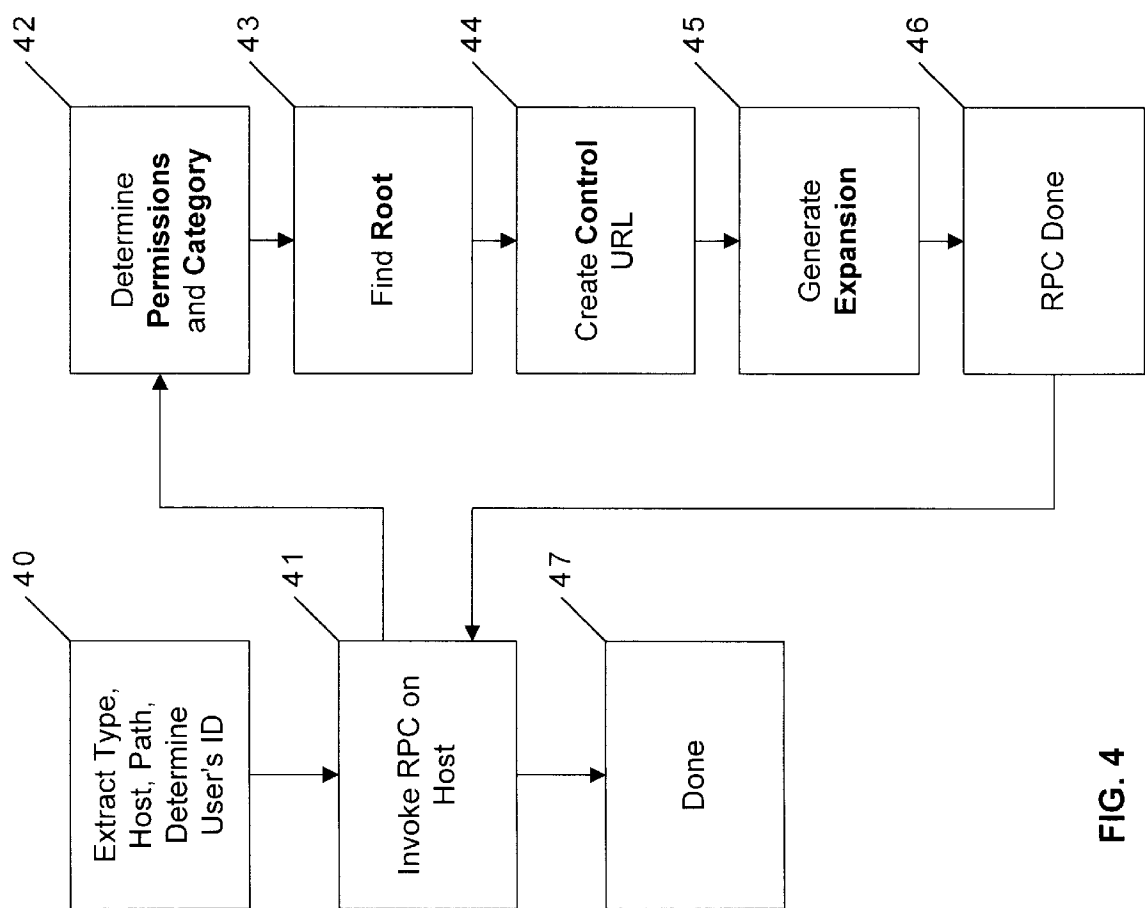 40
Extract Type,
Host, Path,
Determine
User's ID
41
Invoke RPC on
Host
47
Done
42
Determine
Permissions
and Category
43
Find Root
44
Create Control
URL
45
Generate
Expansion
46
RPC Done
FIG. 4